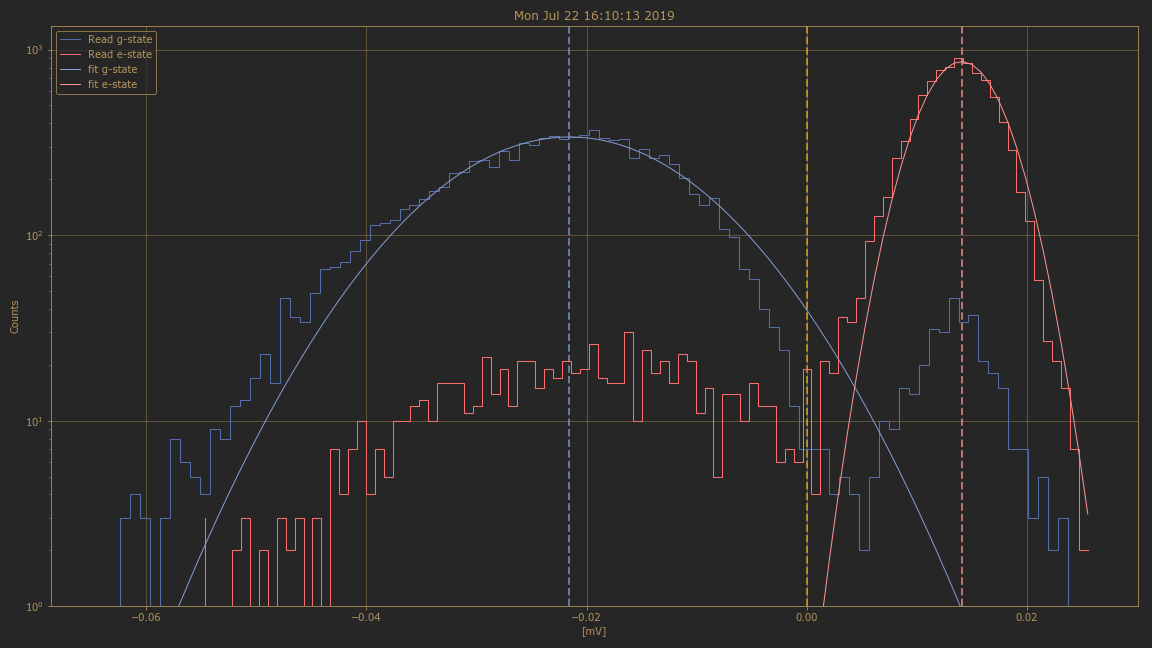 Mon Jul 22 16:10:13 2019
Read g-state
Read e-state
fit g-state
fit e-state
10³
10²
10¹
10⁰
Counts
−0.06
−0.04
−0.02
0.00
0.02
[mV]